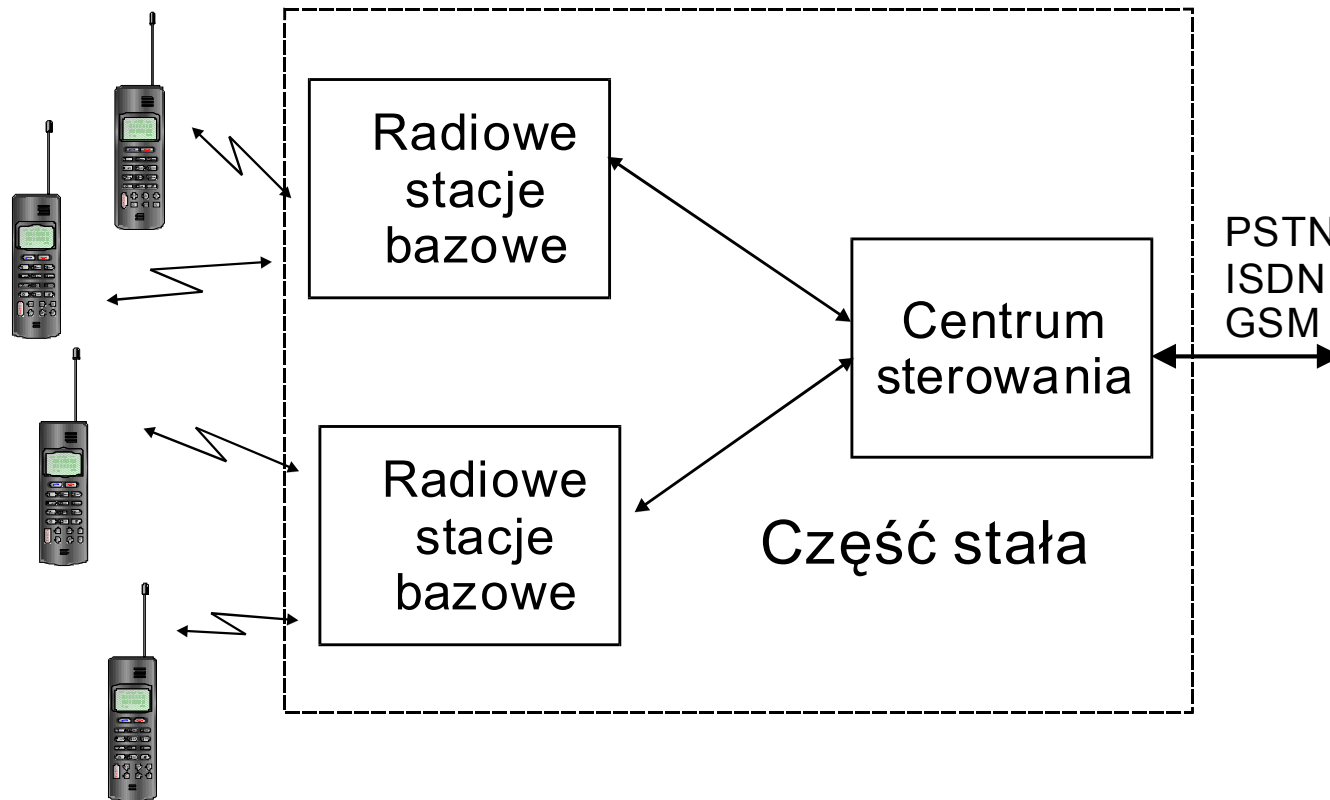 Radiowe
stacje
bazowe
Centrum
sterowania
PSTN
ISDN
GSM
Radiowe
stacje
bazowe
Część stała